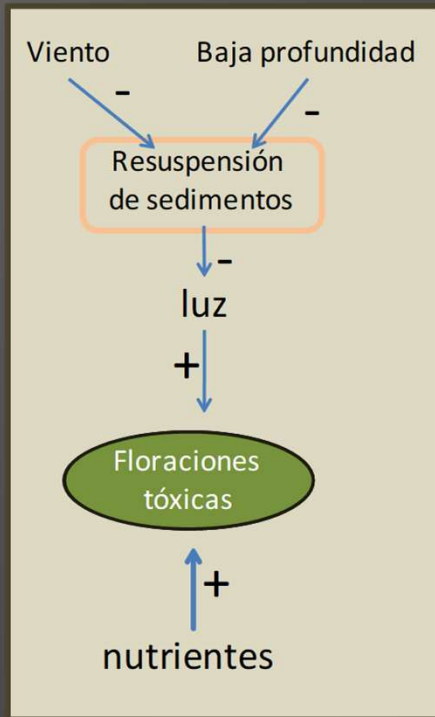 Viento
Baja profundidad
-
-
Resuspensión
de sedimentos
-
luz
+
Floraciones
tóxicas
+
nutrientes